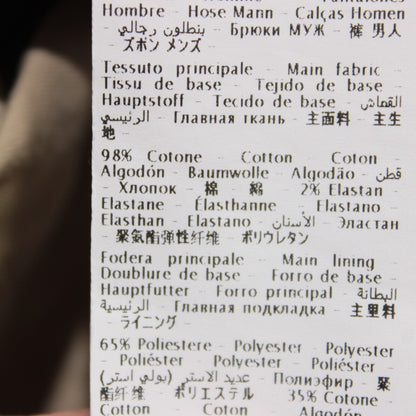 Hombre - Hose Mann - Calças Homen
- بنطلون رجالي - Брюки МУЖ - 裤 男人
- ズボン メンズ -
Tessuto principale - Main fabric -
Tissu de base - Tejido de base -
Hauptstoff - Tecido de base - القماش
الرئيسي - Главная ткань - 主面料 - 主生
地 -
98% Cotone - Cotton - Coton -
Algodón - Baumwolle - Algodão - قطن
- Хлопок - 棉 - 綿 - 2% Elastan -
Elastane - Élasthanne - Elastano -
Elasthan - Elastano - الأستان - Эластан
- 聚氨酯弹性纤维 - ポリウレタン
Fodera principale - Main lining -
Doublure de base - Forro de base -
Hauptfutter - Forro principal - البطانة
الرئيسية - Главная подкладка - 主里料
- ライニング -
65% Poliestere - Polyester - Polyester
- Poliéster - Polyester - Poliéster
- عديد الاستر (بولي استر) - Полиэфир - 聚
酯纤维 - ポリエステル - 35% Cotone -
Cotton - Coton - Algodón